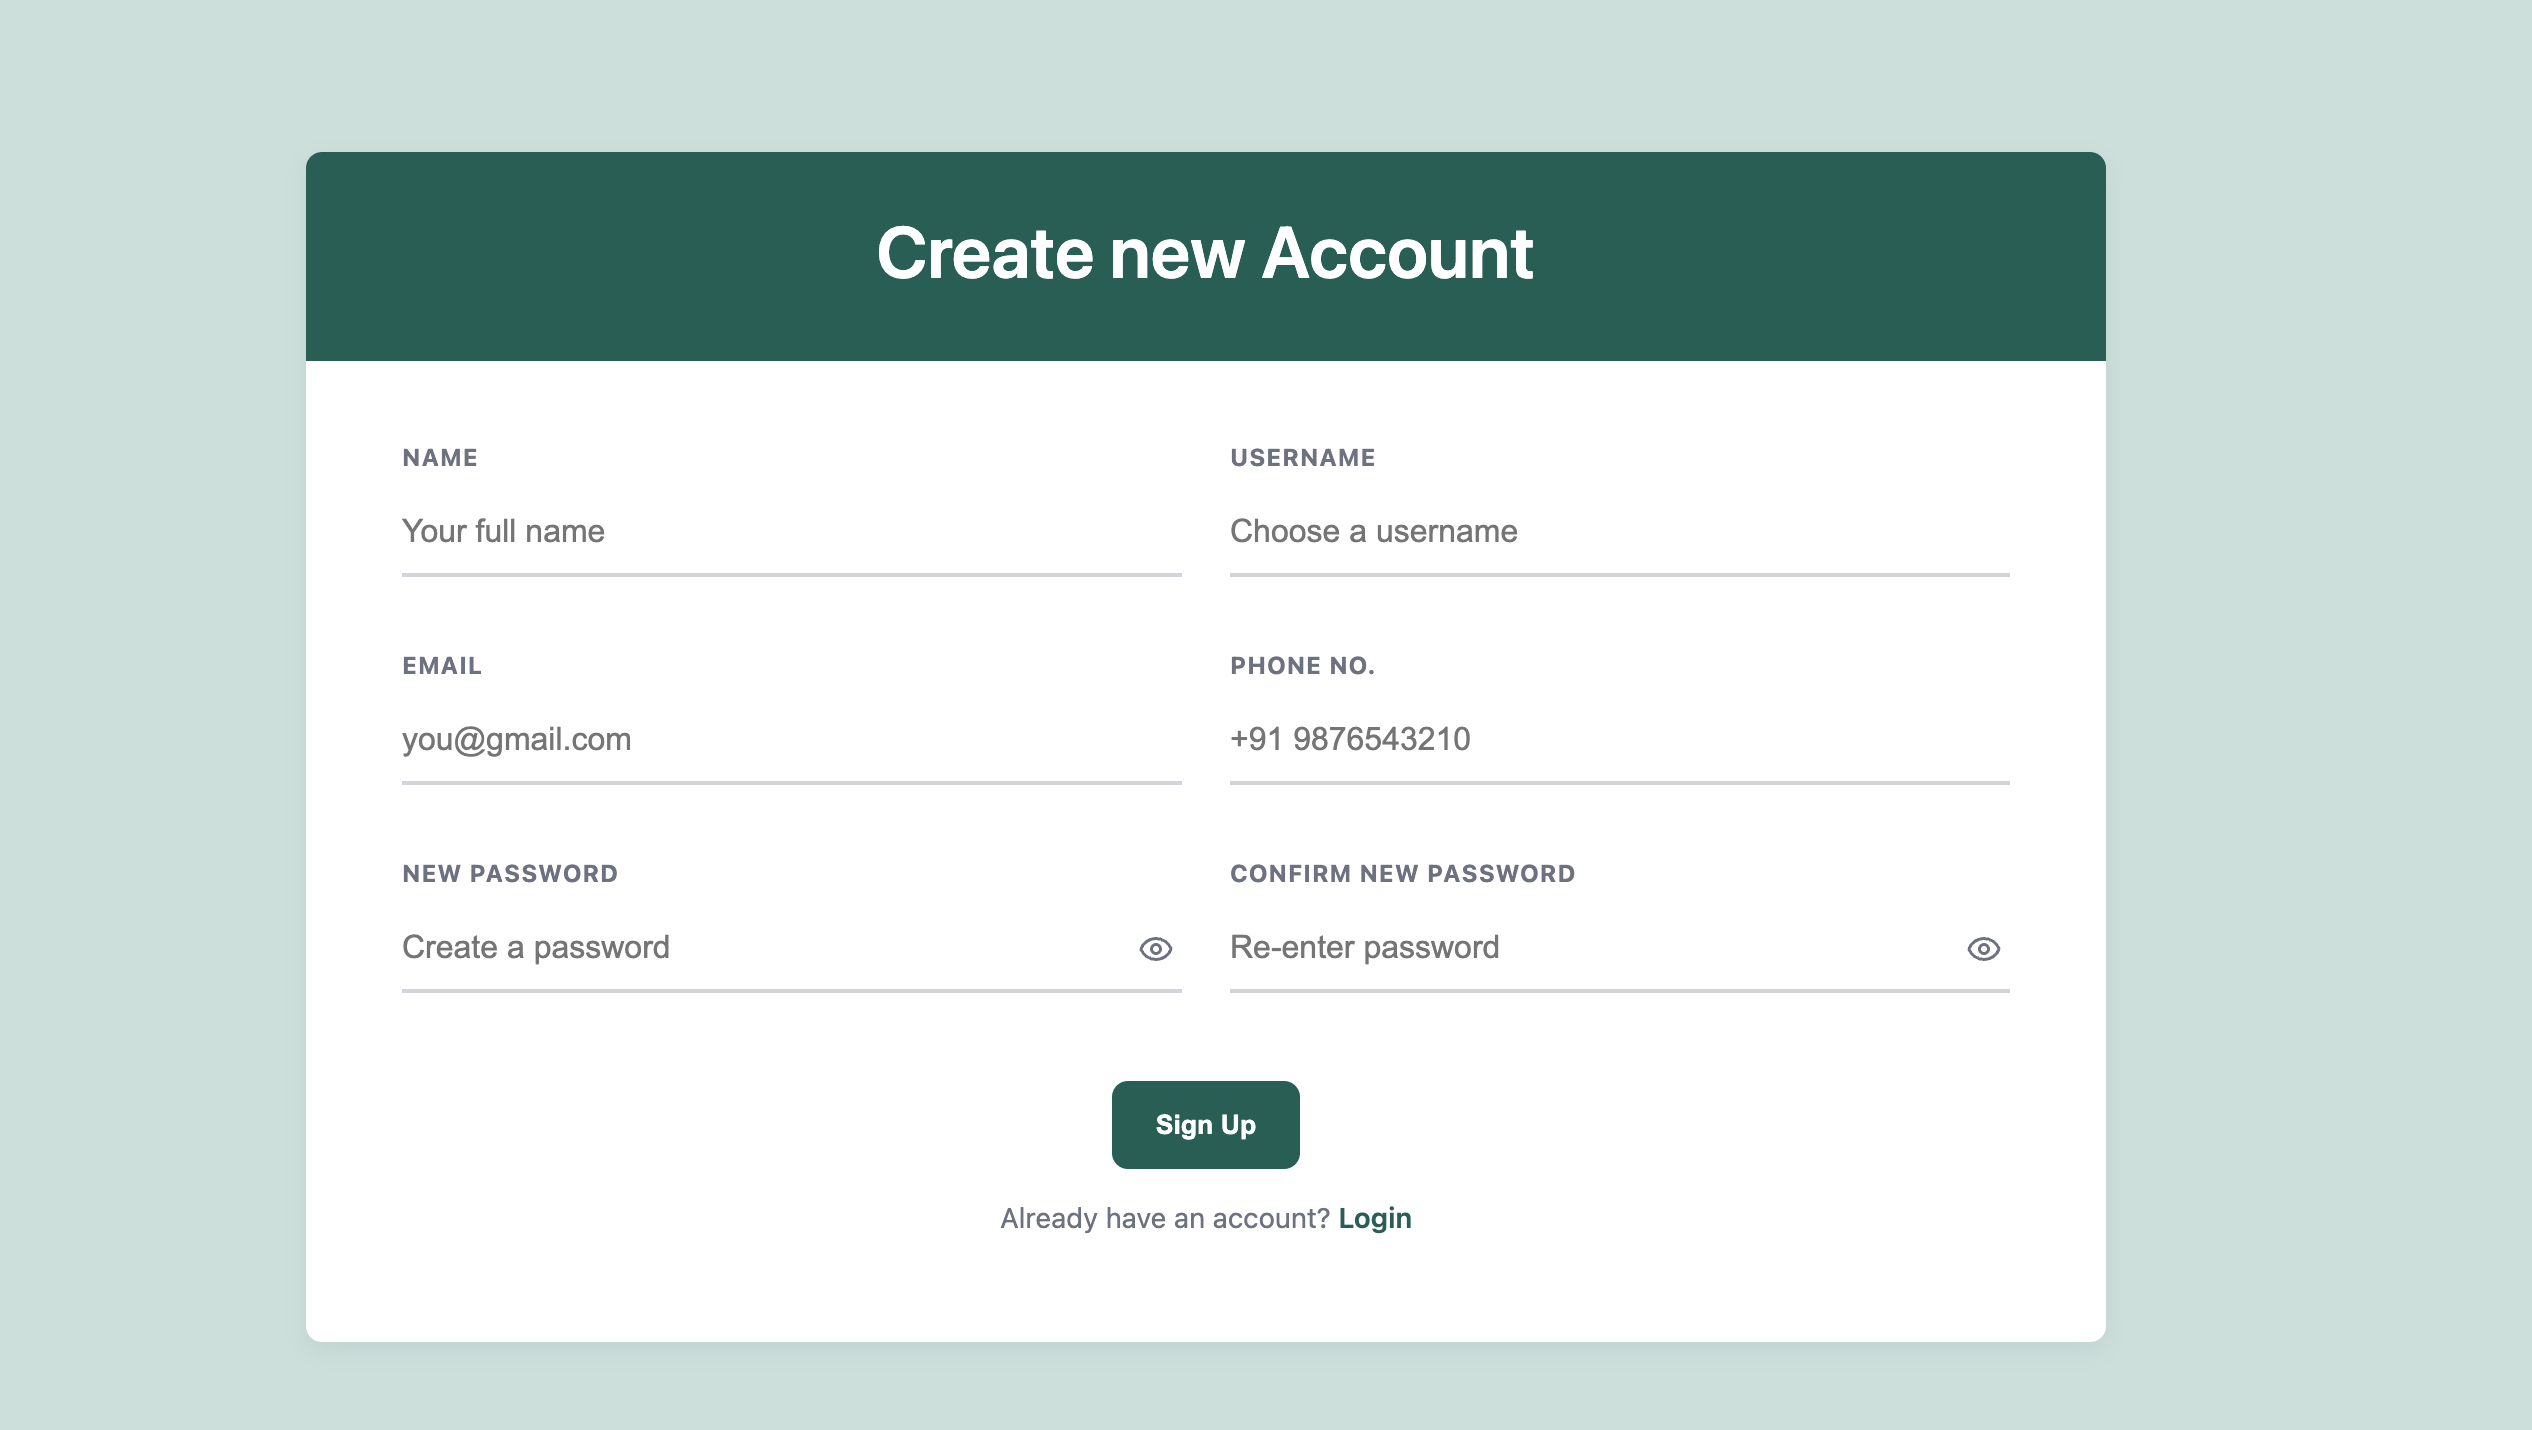 Create new Account
NAME
Your full name
USERNAME
Choose a username
EMAIL
you@gmail.com
PHONE NO.
+91 9876543210
NEW PASSWORD
Create a password
CONFIRM NEW PASSWORD
Re-enter password
Sign Up
Already have an account? Login